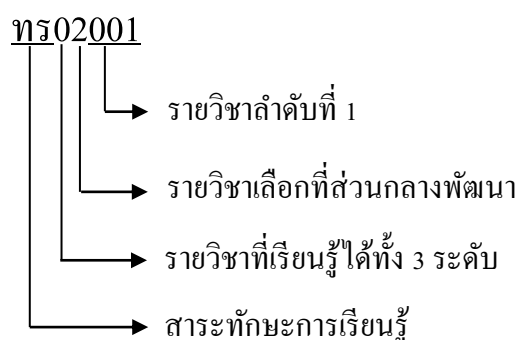 ทร02001
รายวิชาลำดับที่ 1
รายวิชาเลือกที่ส่วนกลางพัฒนา
รายวิชาที่เรียนรู้ได้ทั้ง 3 ระดับ
สาระทักษะการเรียนรู้